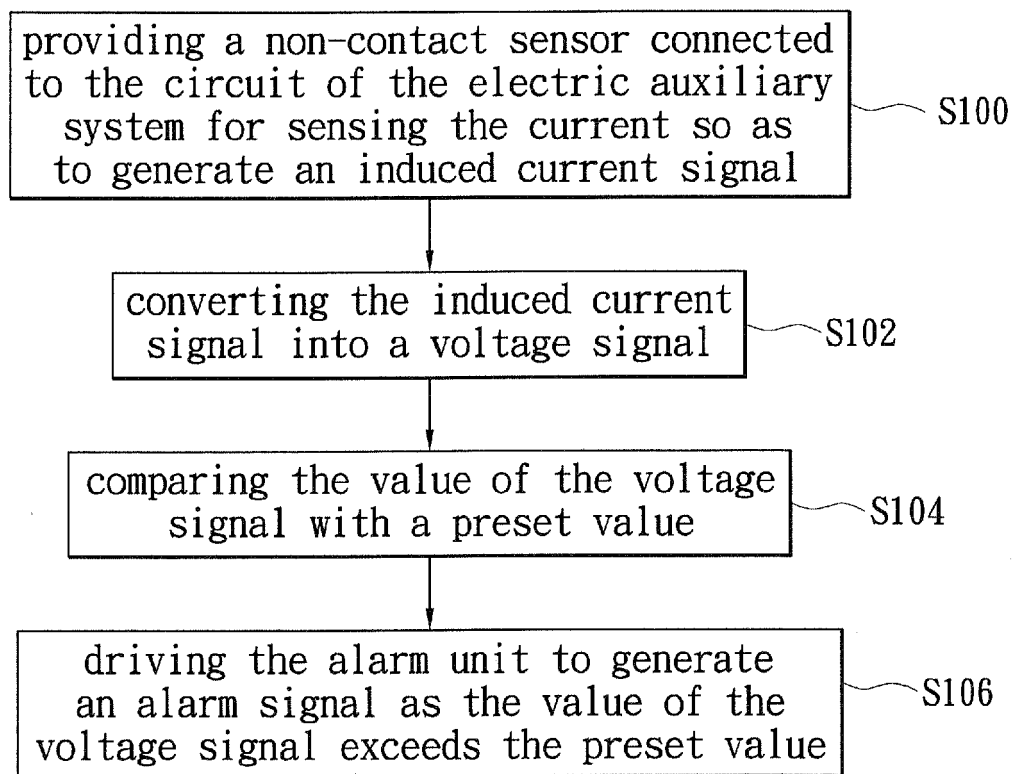 providing a non-contact sensor connected
to the circuit of the electric auxiliary
system for sensing the current so as
to generate an induced current signal
S100
converting the induced current
signal into a voltage signal
S102
comparing the value of the voltage
signal with a preset value
S104
driving the alarm unit to generate
an alarm signal as the value of the
voltage signal exceeds the preset value
S106